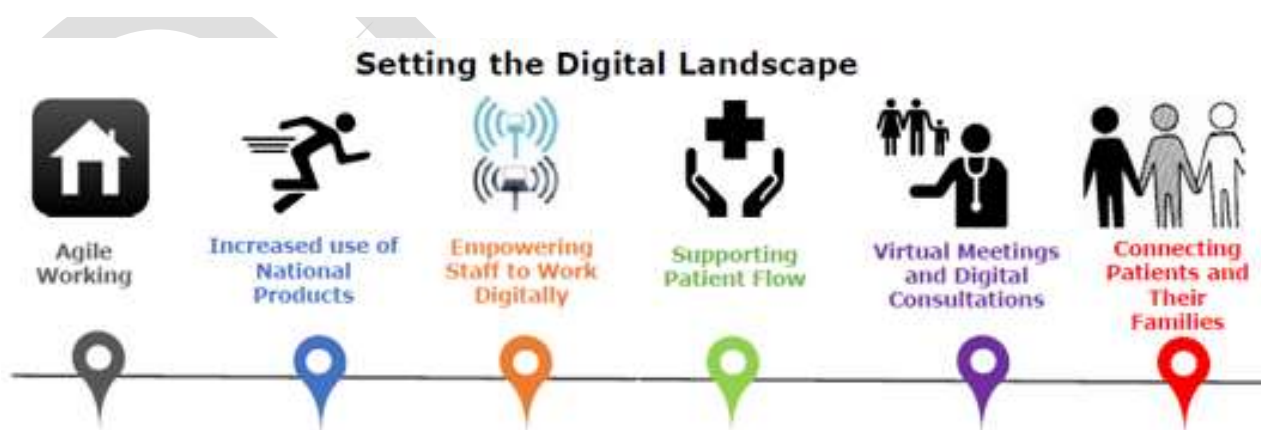 Setting the Digital Landscape
Agile
Working
Increased use of
National
Products
Empowering
Staff to Work
Digitally
Supporting
Patient Flow
Virtual Meetings
and Digital
Consultations
Connecting
Patients and
Their
Families